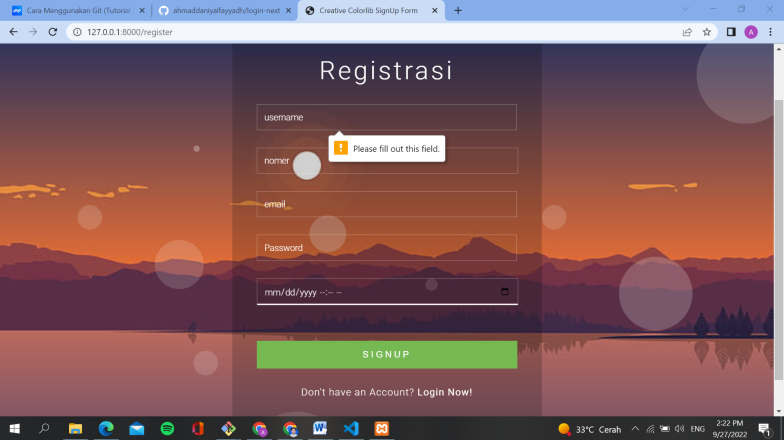 Cara Menggunakan Git (Tutorial
ahmaddaniyalfayyadh/login-next
Creative Colorlib SignUp Form
127.0.0.1:8000/register
A
Registrasi
username
Please fill out this field.
nomer
email
Password
mm/dd/yyyy --:-- --
SIGNUP
Don't have an Account? Login Now!
33°C Cerah
ENG
2:22 PM
9/27/2022